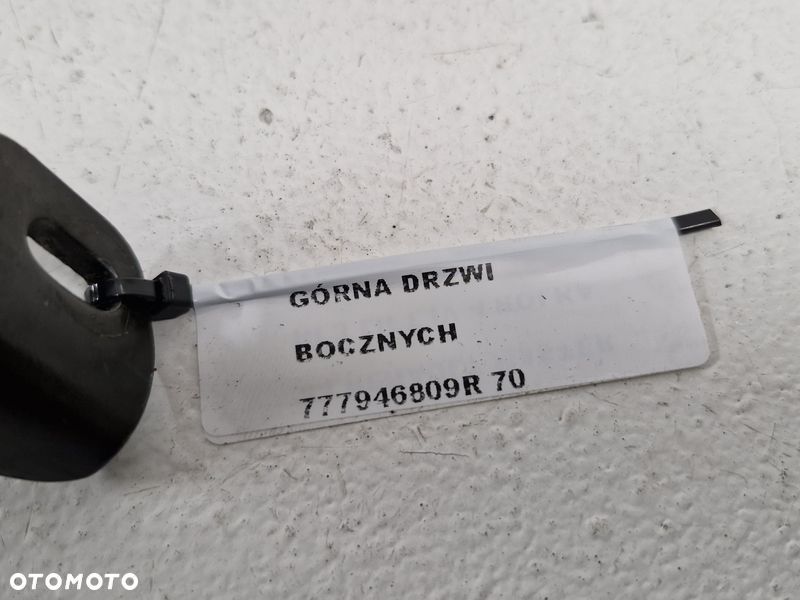 GÓRNA DRZWI
BOCZNYCH
777946809R 70
OTOMOTO